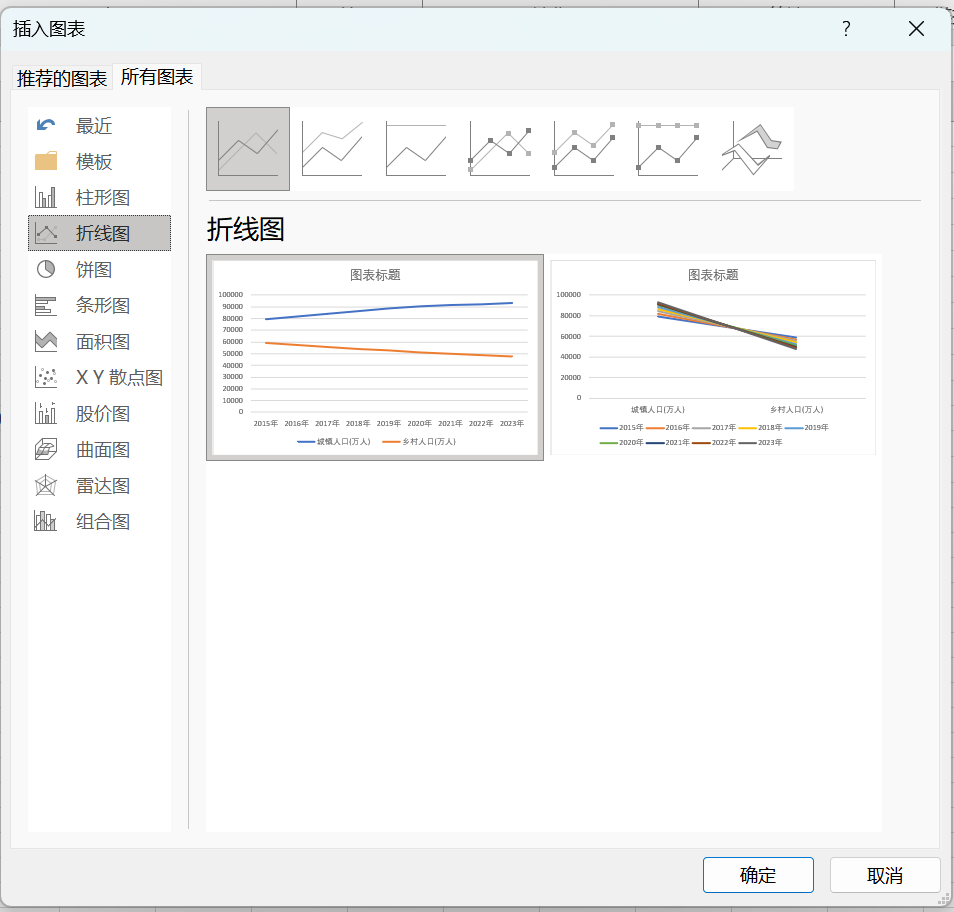 插入图表
?
推荐的图表 所有图表
最近
模板
柱形图
折线图
饼图
条形图
面积图
X Y 散点图
股价图
曲面图
雷达图
组合图
折线图
图表标题
100000
90000
80000
70000
60000
50000
40000
30000
20000
10000
0
2015年 2016年 2017年 2018年 2019年 2020年 2021年 2022年 2023年
城镇人口(万人) 乡村人口(万人)
图表标题
100000
80000
60000
40000
20000
0
城镇人口(万人) 乡村人口(万人)
2015年 2016年 2017年 2018年 2019年
2020年 2021年 2022年 2023年
确定 取消